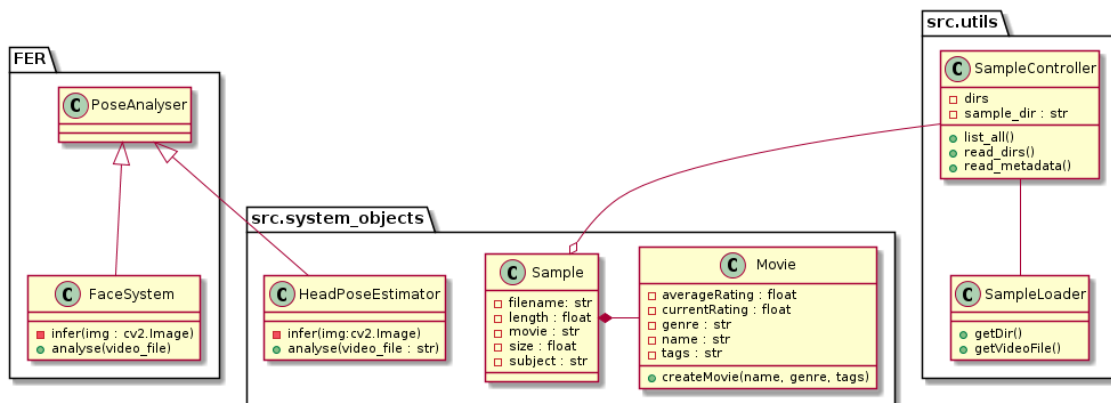 FER
C PoseAnalyser
C FaceSystem
infer(img : cv2.Image)
analyse(video_file)
src.system_objects
C HeadPoseEstimator
infer(img:cv2.Image)
analyse(video_file : str)
C Sample
filename: str
length : float
movie : str
size : float
subject : str
C Movie
averageRating : float
currentRating : float
genre : str
name : str
tags : str
createMovie(name, genre, tags)
src.utils
C SampleController
dirs
sample_dir : str
list_all()
read_dirs()
read_metadata()
C SampleLoader
getDir()
getVideoFile()